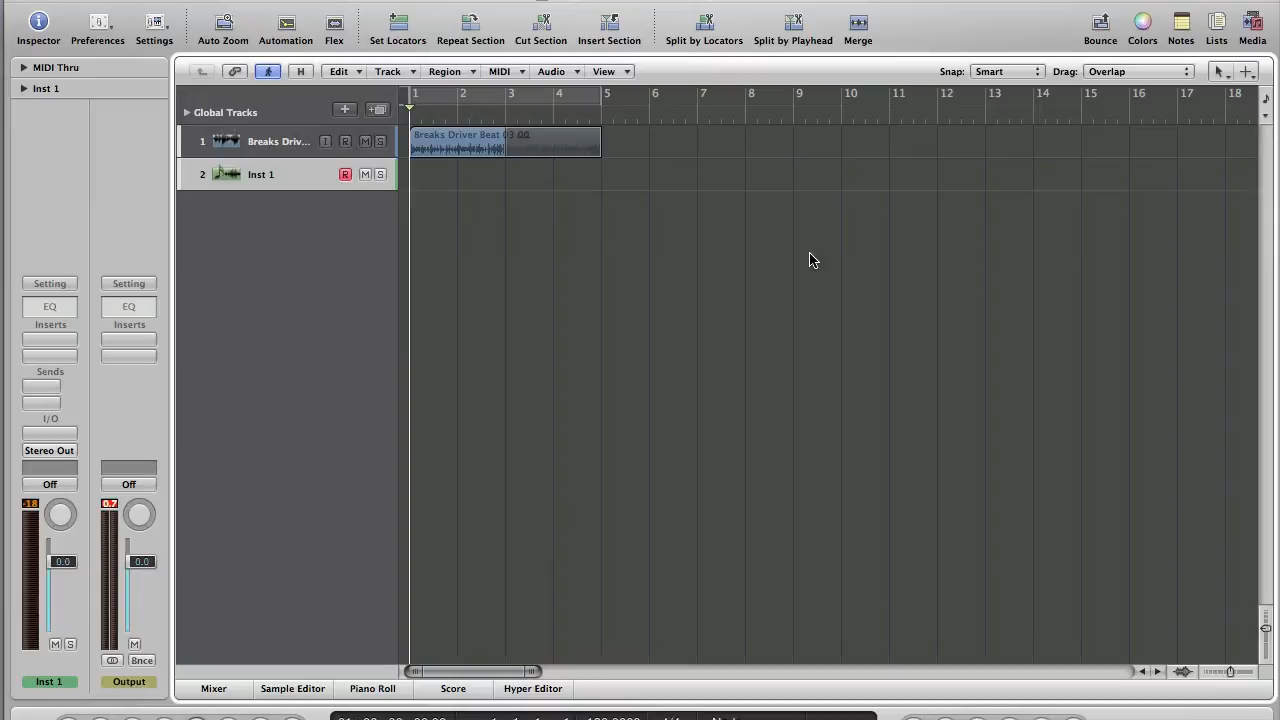 Inspector Preferences Settings Auto Zoom Automation Flex Set Locators Repeat Section Cut Section Insert Section Split by Locators Split by Playhead Merge Bounce Colors Notes Lists Media
MIDI Thru
Edit Track Region MIDI Audio View Snap: Smart Drag: Overlap
H
Inst 1
1 2 3 4 5 6 7 8 9 10 11 12 13 14 15 16 17 18
Global Tracks
1 Breaks Driv... I R M S
Breaks Driver Beat 03.00
2 Inst 1 R M S
Setting Setting
EQ EQ
Inserts Inserts
Sends
I/O
Stereo Out
Off Off
-18 0.7
0.0 0.0
M S M
Bnce
Inst 1 Output
Mixer Sample Editor Piano Roll Score Hyper Editor